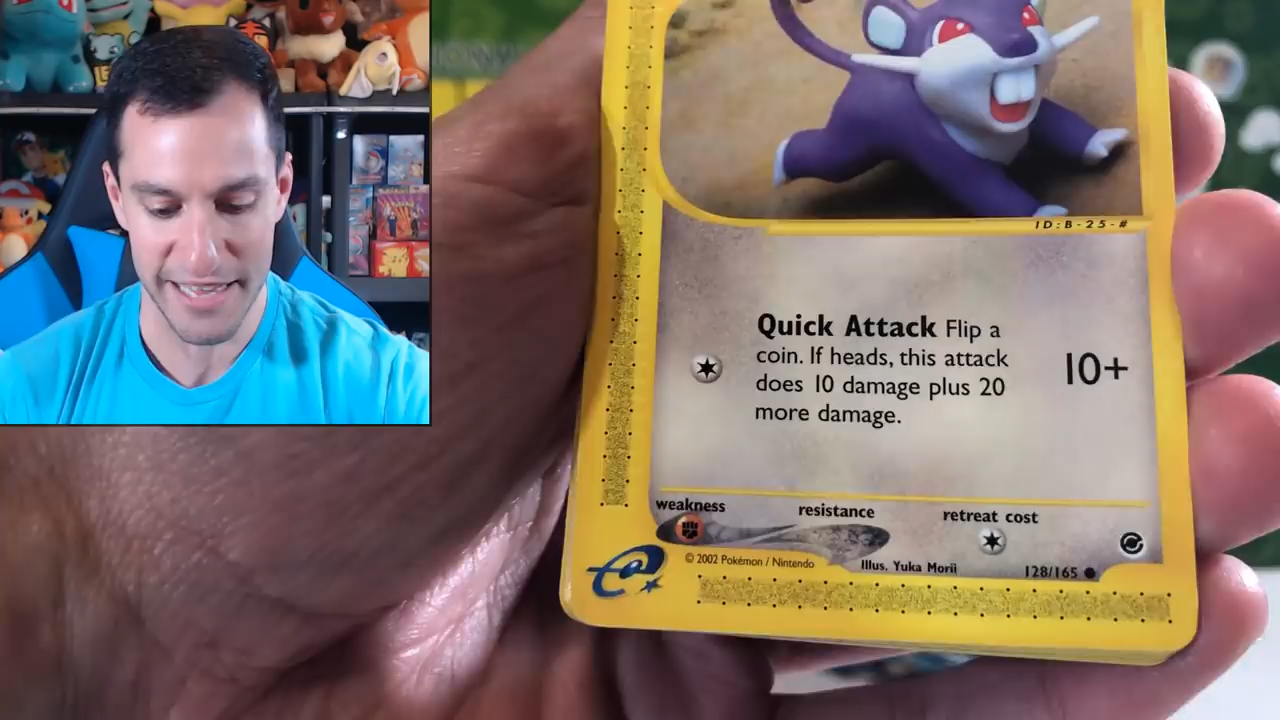 ID:B-25-#
Quick Attack Flip a
coin. If heads, this attack
does 10 damage plus 20
more damage.
10+
weakness
resistance
retreat cost
© 2002 Pokémon / Nintendo
Illus. Yuka Morii
128/165